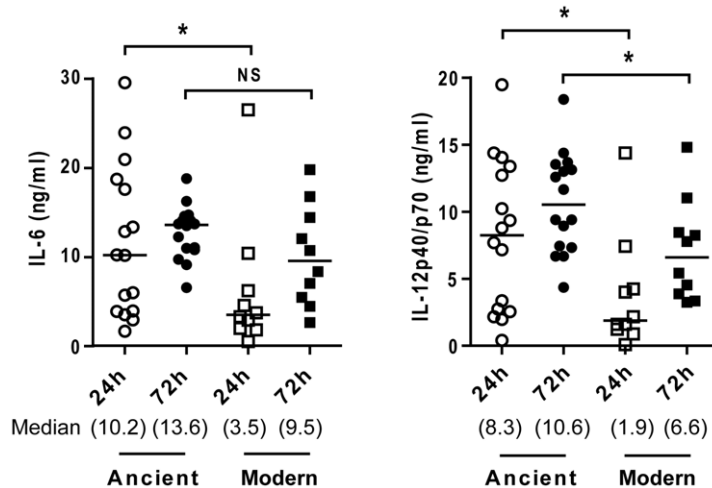 *
NS
IL-6 (ng/ml)
30
20
10
0
24h 72h 24h 72h
Median (10.2) (13.6) (3.5) (9.5)
Ancient Modern
*
*
IL-12p40/p70 (ng/ml)
20
15
10
5
0
24h 72h 24h 72h
(8.3) (10.6) (1.9) (6.6)
Ancient Modern